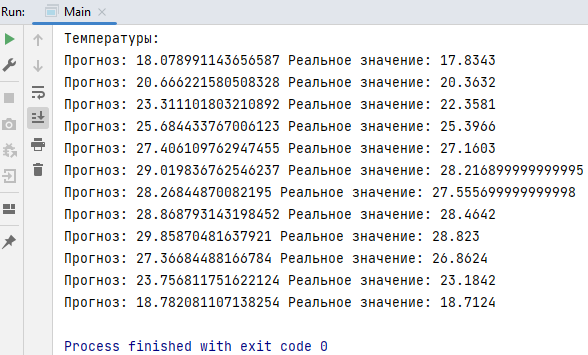 Run: Main
Температуры:
Прогноз: 18.078991143656587 Реальное значение: 17.8343
Прогноз: 20.666221580508328 Реальное значение: 20.3632
Прогноз: 23.311101803210892 Реальное значение: 22.3581
Прогноз: 25.684433767006123 Реальное значение: 25.3966
Прогноз: 27.406109762947455 Реальное значение: 27.1603
Прогноз: 29.019836762546237 Реальное значение: 28.216899999999995
Прогноз: 28.26844870082195 Реальное значение: 27.555699999999998
Прогноз: 28.868793143198452 Реальное значение: 28.4642
Прогноз: 29.85870481637921 Реальное значение: 28.823
Прогноз: 27.36684488166784 Реальное значение: 26.8624
Прогноз: 23.756811751622124 Реальное значение: 23.1842
Прогноз: 18.782081107138254 Реальное значение: 18.7124
Process finished with exit code 0